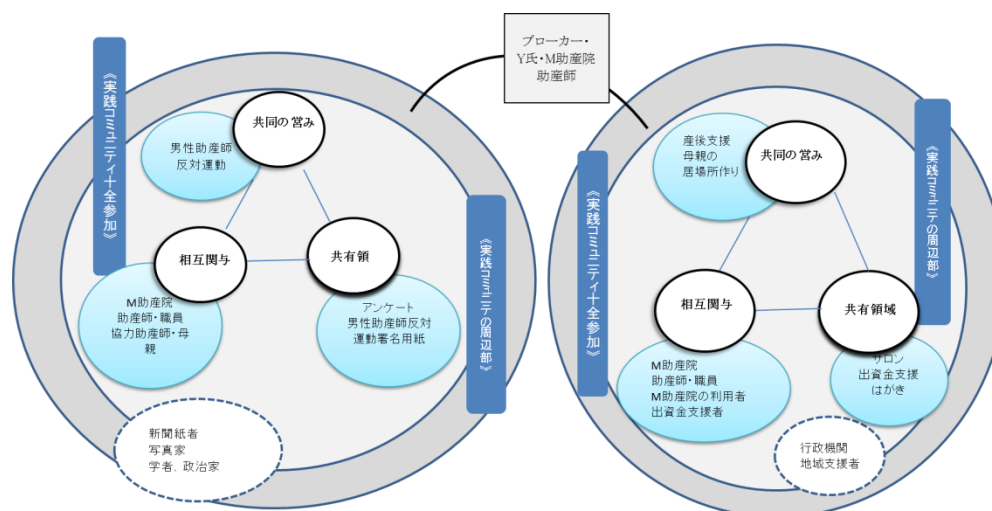 ブローカー・
Y氏・M助産院
助産師
《実践コミュニティ十全参加》
共同の営み
男性助産師
反対運動
相互関与
共有領
M助産院
助産師・職員
協力助産師・母
親
アンケート
男性助産師反対
運動署名用紙
《実践コミュニテの周辺部》
新聞紙者
写真家
学者、政治家
《実践コミュニティ十全参加》
産後支援
母親の
居場所作り
共同の営み
《実践コミュニテの周辺部》
相互関与
共有領域
M助産院
助産師・職員
M助産院の利用者
出資金支援者
サロン
出資金支援
はがき
行政機関
地域支援者